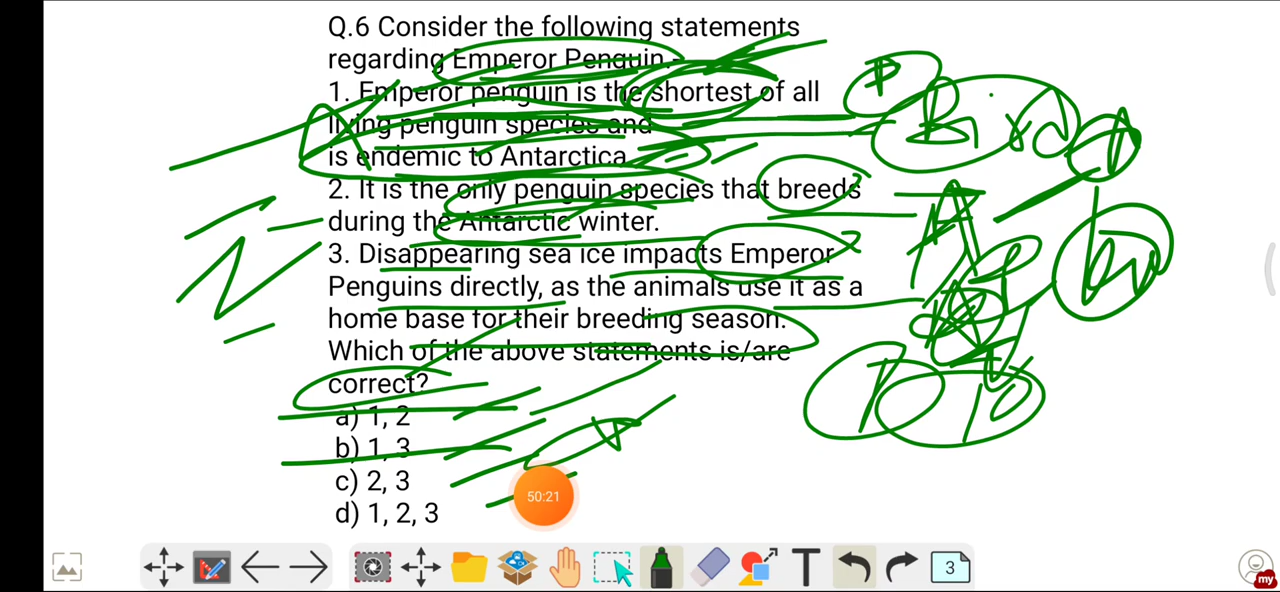 Q.6 Consider the following statements
regarding Emperor Penguin.-
1. Emperor penguin is the shortest of all
living penguin species and
is endemic to Antarctica.
2. It is the only penguin species that breeds
during the Antarctic winter.
3. Disappearing sea ice impacts Emperor
Penguins directly, as the animals use it as a
home base for their breeding season.
Which of the above statements is/are
correct?
a) 1, 2
b) 1, 3
c) 2, 3
d) 1, 2, 3
50:21
T
3
my